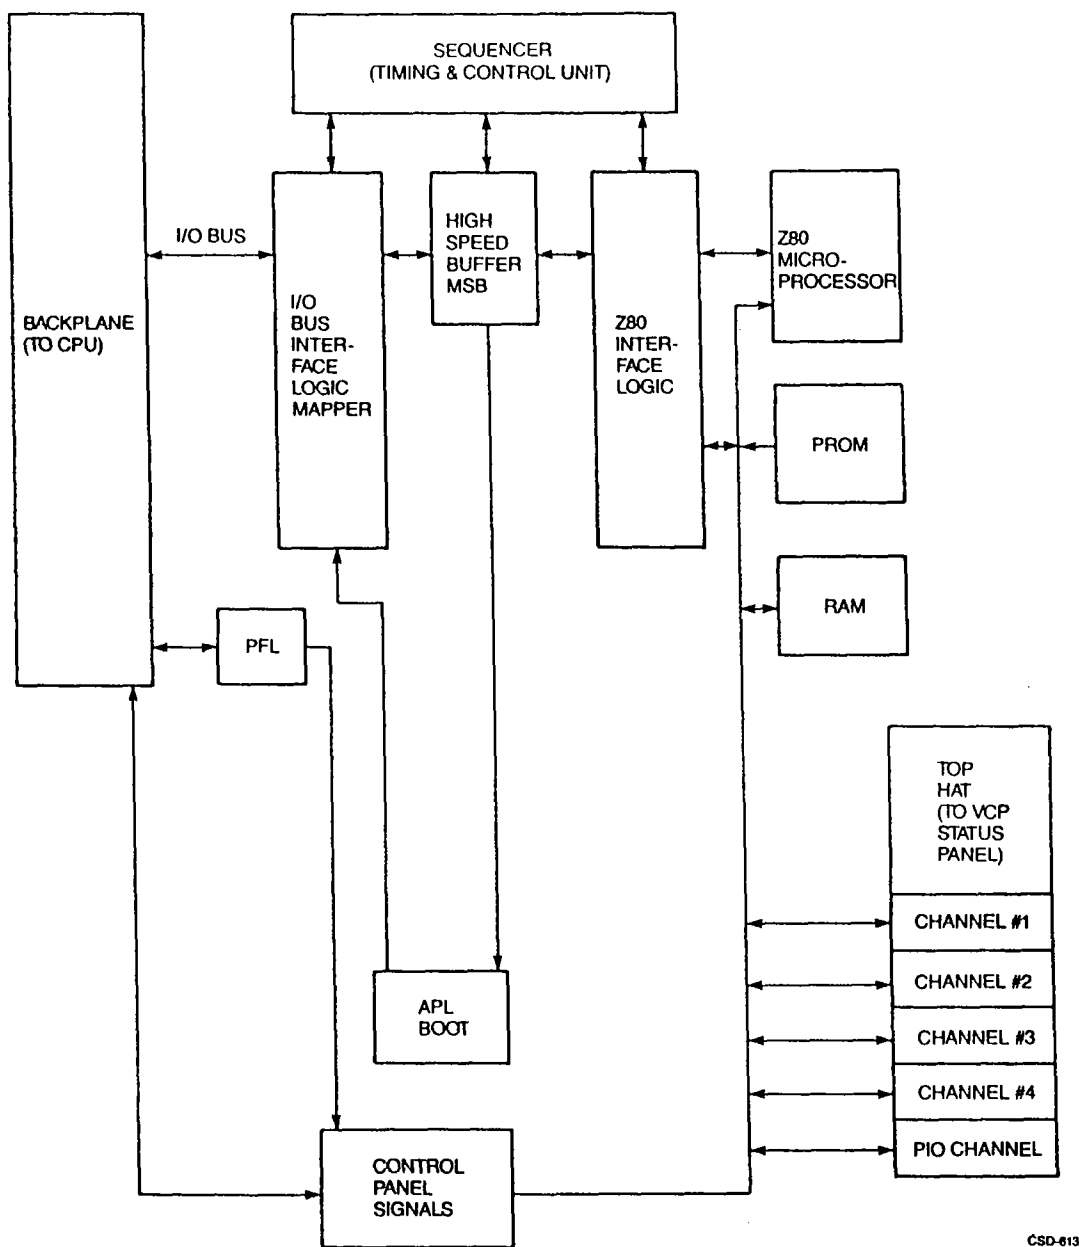 SEQUENCER
(TIMING & CONTROL UNIT)
BACKPLANE
(TO CPU)
I/O BUS
I/O
BUS
INTER-
FACE
LOGIC
MAPPER
HIGH
SPEED
BUFFER
MSB
Z80
INTER-
FACE
LOGIC
Z80
MICRO-
PROCESSOR
PROM
RAM
PFL
TOP
HAT
(TO VCP
STATUS
PANEL)
CHANNEL #1
CHANNEL #2
CHANNEL #3
CHANNEL #4
PIO CHANNEL
APL
BOOT
CONTROL
PANEL
SIGNALS
CSD-613